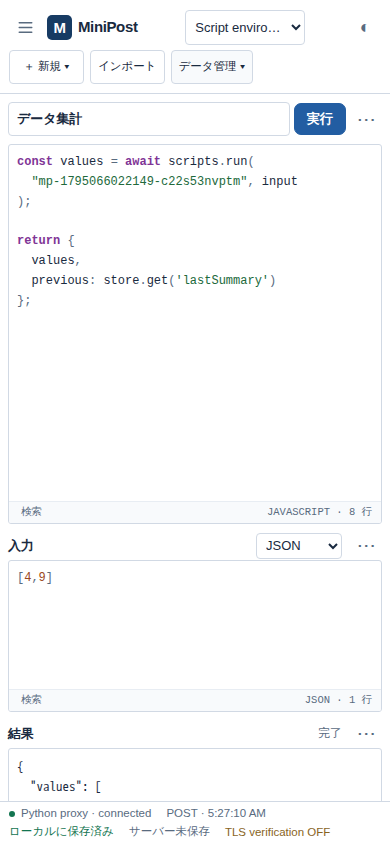 M MiniPost Script enviro…
＋ 新規 ▾ インポート データ管理 ▾
データ集計 実行 ···
const values = await scripts.run(
"mp-1795066022149-c22s53nvptm", input
);
return {
values,
previous: store.get('lastSummary')
};
検索 JAVASCRIPT · 8 行
入力 JSON ···
[4,9]
検索 JSON · 1 行
結果 完了 ···
{
"values": [
Python proxy · connected POST · 5:27:10 AM
ローカルに保存済み サーバー未保存 TLS verification OFF